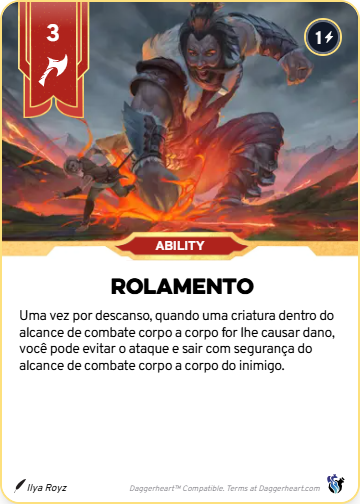 3
1
ABILITY
ROLAMENTO
Uma vez por descanso, quando uma criatura dentro do
alcance de combate corpo a corpo for lhe causar dano,
você pode evitar o ataque e sair com segurança do
alcance de combate corpo a corpo do inimigo.
Ilya Royz
Daggerheart™ Compatible. Terms at Daggerheart.com